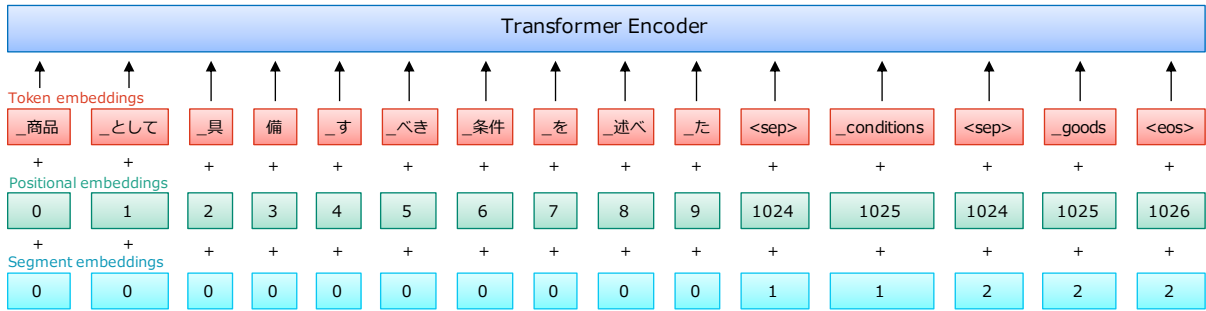 Transformer Encoder
Token embeddings
_商品 _として _具 備 _す _べき _条件 _を _述べ _た <sep> _conditions <sep> _goods <eos>
+ + + + + + + + + + + + + + +
Positional embeddings
0 1 2 3 4 5 6 7 8 9 1024 1025 1024 1025 1026
+ + + + + + + + + + + + + + +
Segment embeddings
0 0 0 0 0 0 0 0 0 0 1 1 2 2 2